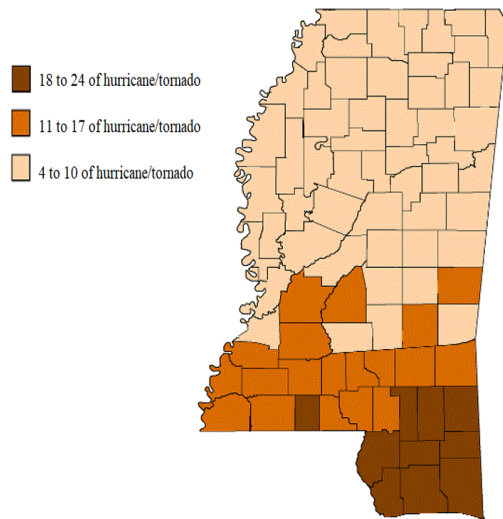 18 to 24 of hurricane/tornado
11 to 17 of hurricane/tornado
4 to 10 of hurricane/tornado